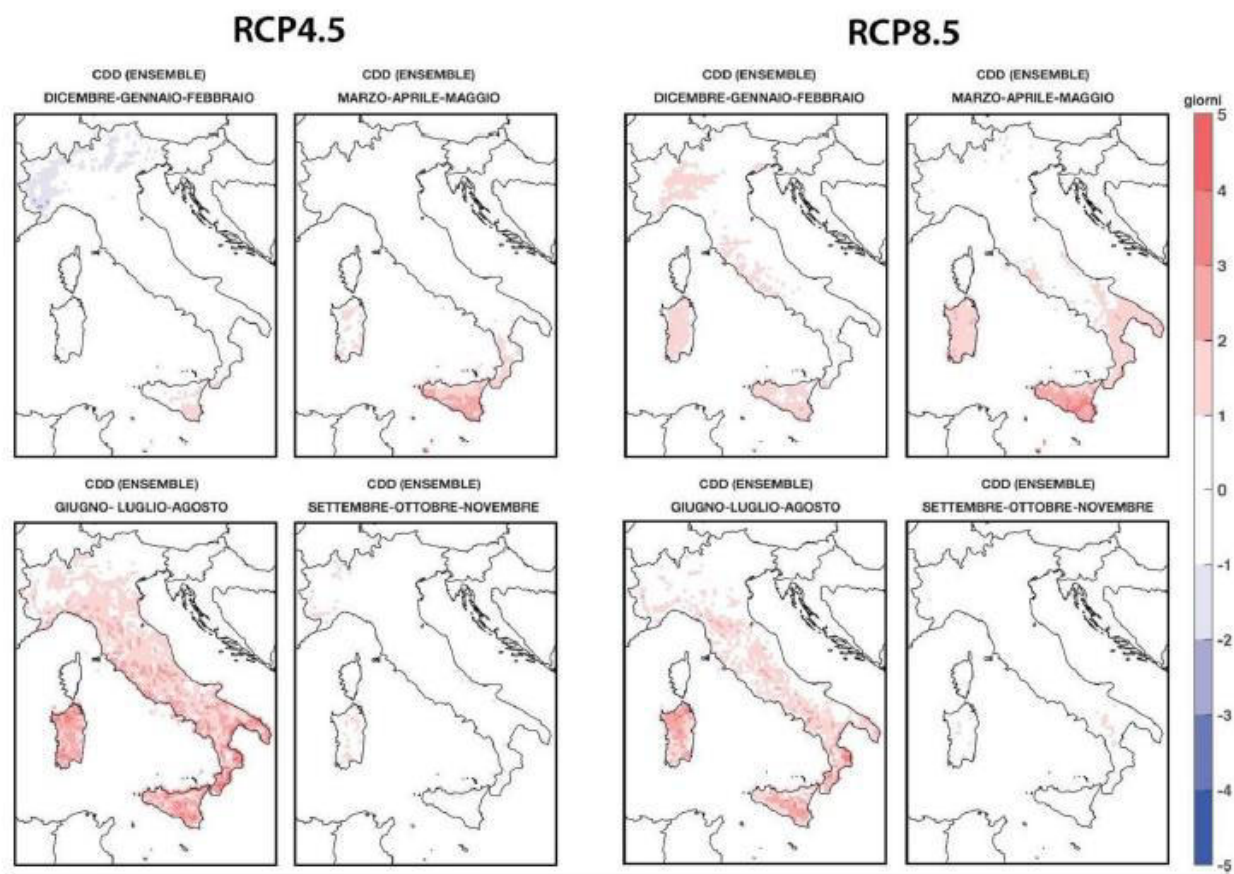 RCP4.5
RCP8.5
CDD (ENSEMBLE)
DICEMBRE-GENNAIO-FEBBRAIO
CDD (ENSEMBLE)
MARZO-APRILE-MAGGIO
CDD (ENSEMBLE)
DICEMBRE-GENNAIO-FEBBRAIO
CDD (ENSEMBLE)
MARZO-APRILE-MAGGIO
giorni
5
4
3
2
1
0
-1
-2
-3
-4
-5
CDD (ENSEMBLE)
GIUGNO- LUGLIO-AGOSTO
CDD (ENSEMBLE)
SETTEMBRE-OTTOBRE-NOVEMBRE
CDD (ENSEMBLE)
GIUGNO-LUGLIO-AGOSTO
CDD (ENSEMBLE)
SETTEMBRE-OTTOBRE-NOVEMBRE